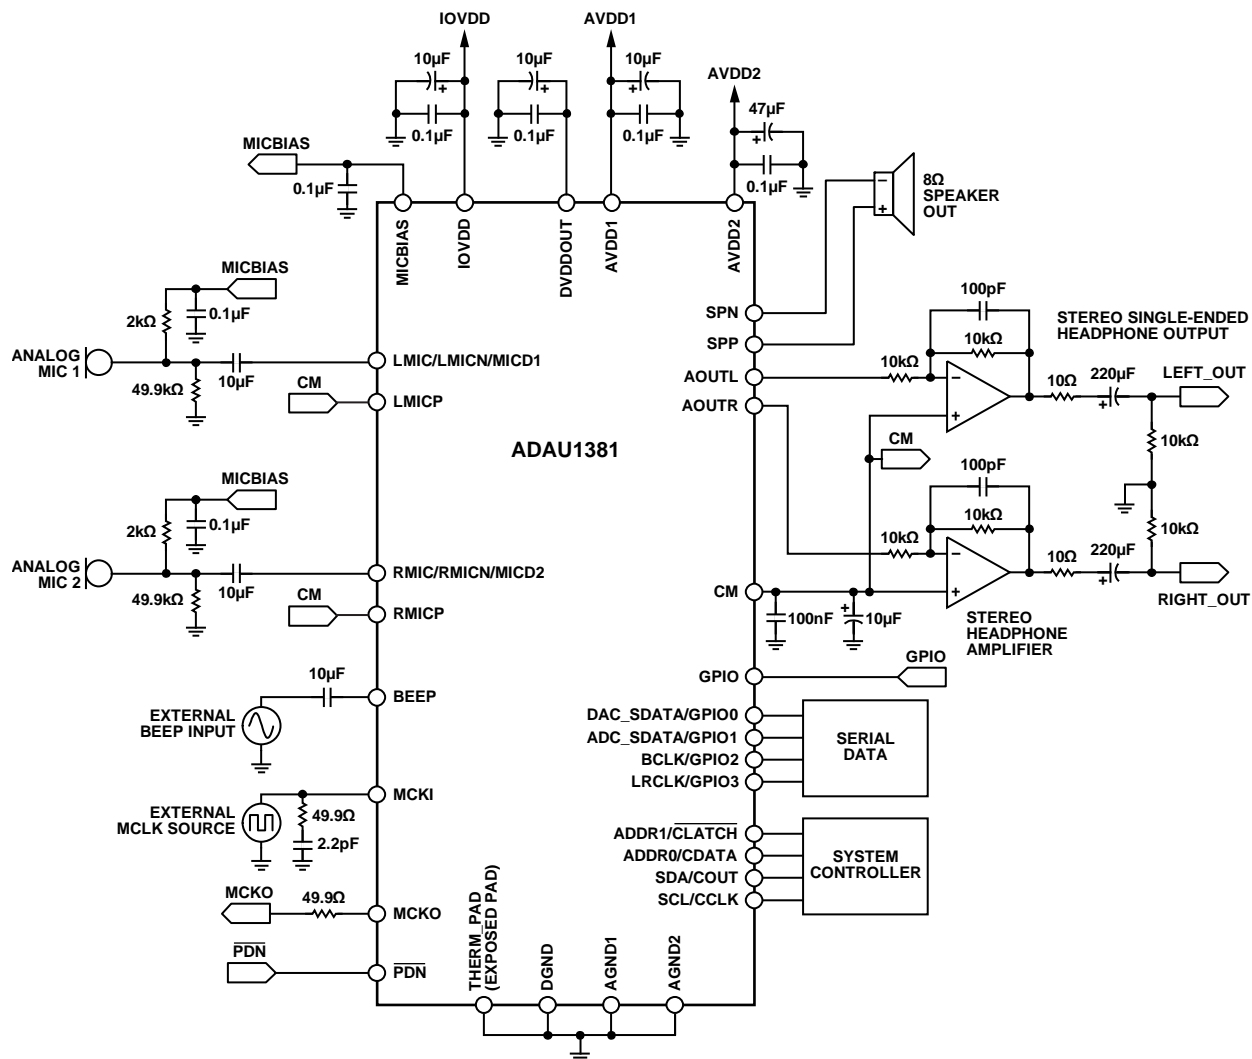 IOVDD
AVDD1
10µF
10µF
10µF
AVDD2
47µF
0.1µF
0.1µF
0.1µF
MICBIAS
0.1µF
0.1µF
8Ω
SPEAKER
OUT
MICBIAS
IOVDD
DVDDOUT
AVDD1
AVDD2
MICBIAS
0.1µF
2kΩ
ANALOG
MIC 1
49.9kΩ
10µF
LMIC/LMICN/MICD1
CM
LMICP
SPN
SPP
AOUTL
AOUTR
100pF
10kΩ
10kΩ
STEREO SINGLE-ENDED
HEADPHONE OUTPUT
10Ω
220µF
LEFT_OUT
10kΩ
CM
ADAU1381
MICBIAS
0.1µF
2kΩ
ANALOG
MIC 2
49.9kΩ
10µF
RMIC/RMICN/MICD2
CM
RMICP
100pF
10kΩ
10kΩ
10Ω
220µF
10kΩ
RIGHT_OUT
CM
100nF
10µF
STEREO
HEADPHONE
AMPLIFIER
10µF
BEEP
EXTERNAL
BEEP INPUT
GPIO
GPIO
DAC_SDATA/GPIO0
ADC_SDATA/GPIO1
BCLK/GPIO2
LRCLK/GPIO3
SERIAL
DATA
MCKI
EXTERNAL
MCLK SOURCE
49.9Ω
2.2pF
ADDR1/CLATCH
ADDR0/CDATA
SDA/COUT
SCL/CCLK
SYSTEM
CONTROLLER
MCKO
49.9Ω
MCKO
PDN
PDN
THERM_PAD
(EXPOSED PAD)
DGND
AGND1
AGND2